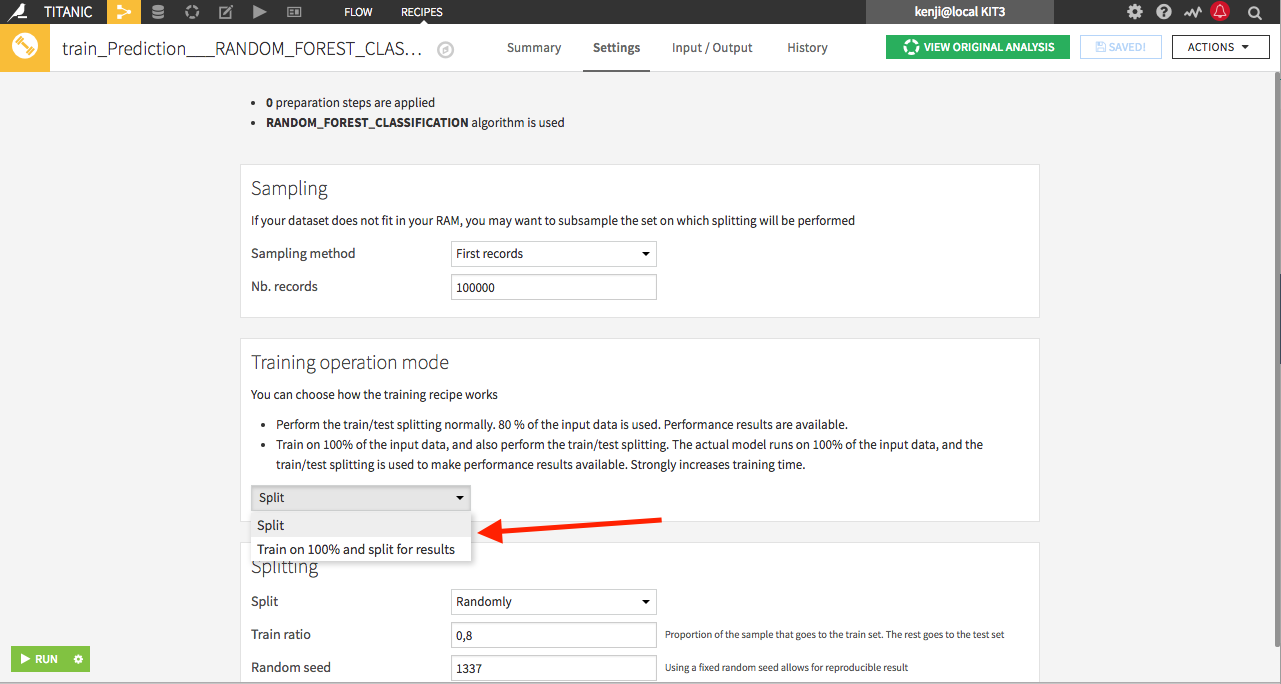 TITANIC
FLOW
RECIPES
kenji@local KIT3
train_Prediction___RANDOM_FOREST_CLAS...
Summary
Settings
Input / Output
History
VIEW ORIGINAL ANALYSIS
SAVED!
ACTIONS
0 preparation steps are applied
RANDOM_FOREST_CLASSIFICATION algorithm is used
Sampling
If your dataset does not fit in your RAM, you may want to subsample the set on which splitting will be performed
Sampling method
First records
Nb. records
100000
Training operation mode
You can choose how the training recipe works
Perform the train/test splitting normally. 80 % of the input data is used. Performance results are available.
Train on 100% of the input data, and also perform the train/test splitting. The actual model runs on 100% of the input data, and the
train/test splitting is used to make performance results available. Strongly increases training time.
Split
Split
Train on 100% and split for results
Splitting
Split
Randomly
Train ratio
0,8
Proportion of the sample that goes to the train set. The rest goes to the test set
Random seed
1337
Using a fixed random seed allows for reproducible result
RUN